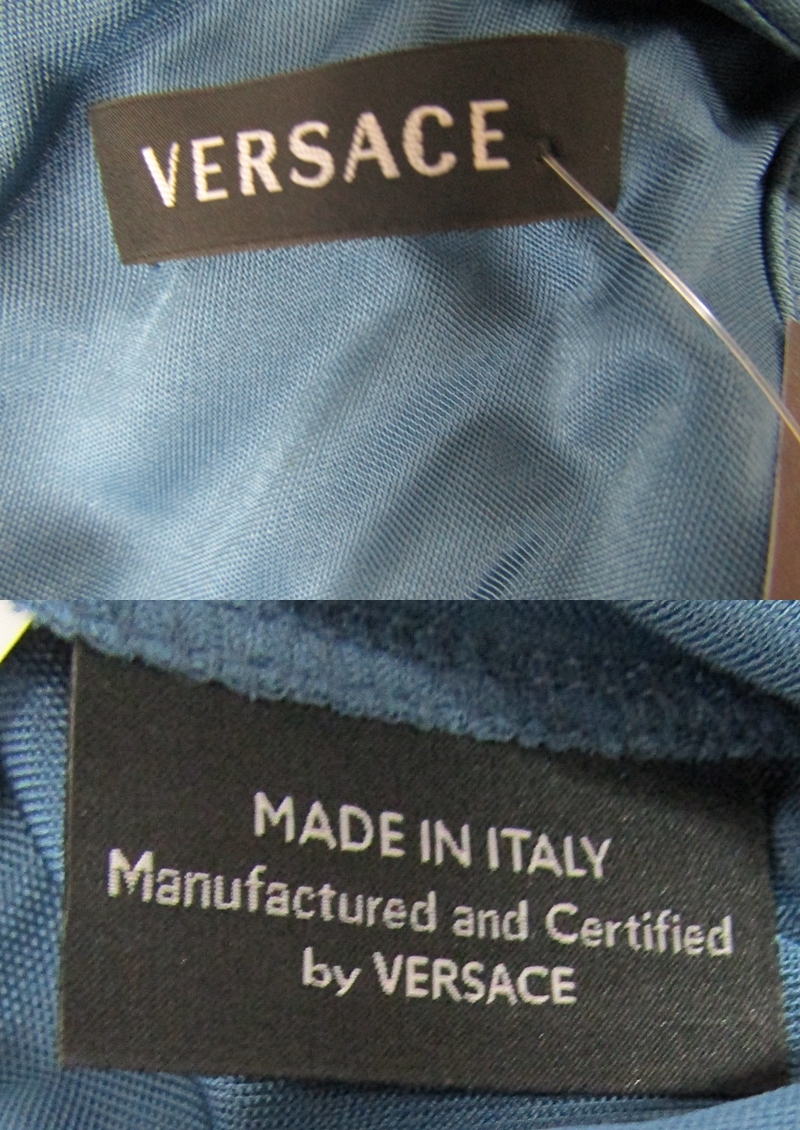 VERSACE
MADE IN ITALY
Manufactured and Certified
by VERSACE